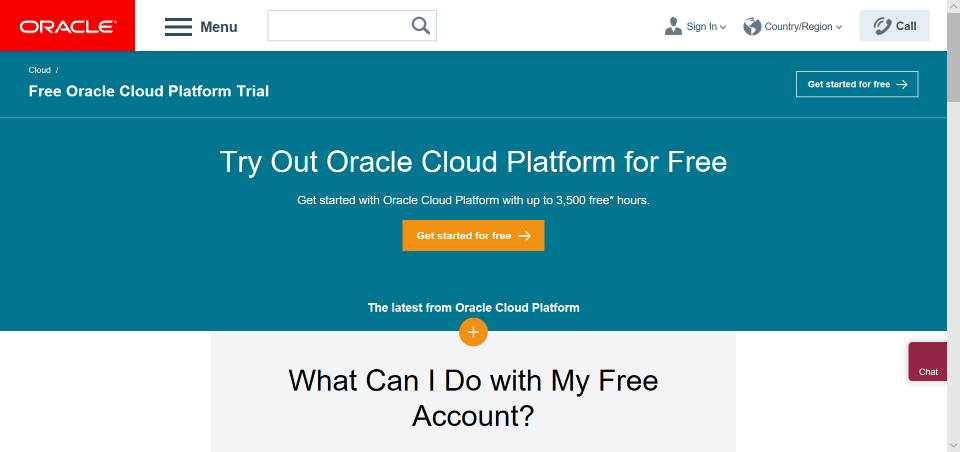 ORACLE
Menu
Sign In
Country/Region
Call
Cloud /
Free Oracle Cloud Platform Trial
Get started for free
Try Out Oracle Cloud Platform for Free
Get started with Oracle Cloud Platform with up to 3,500 free* hours.
Get started for free
The latest from Oracle Cloud Platform
What Can I Do with My Free
Account?
Chat